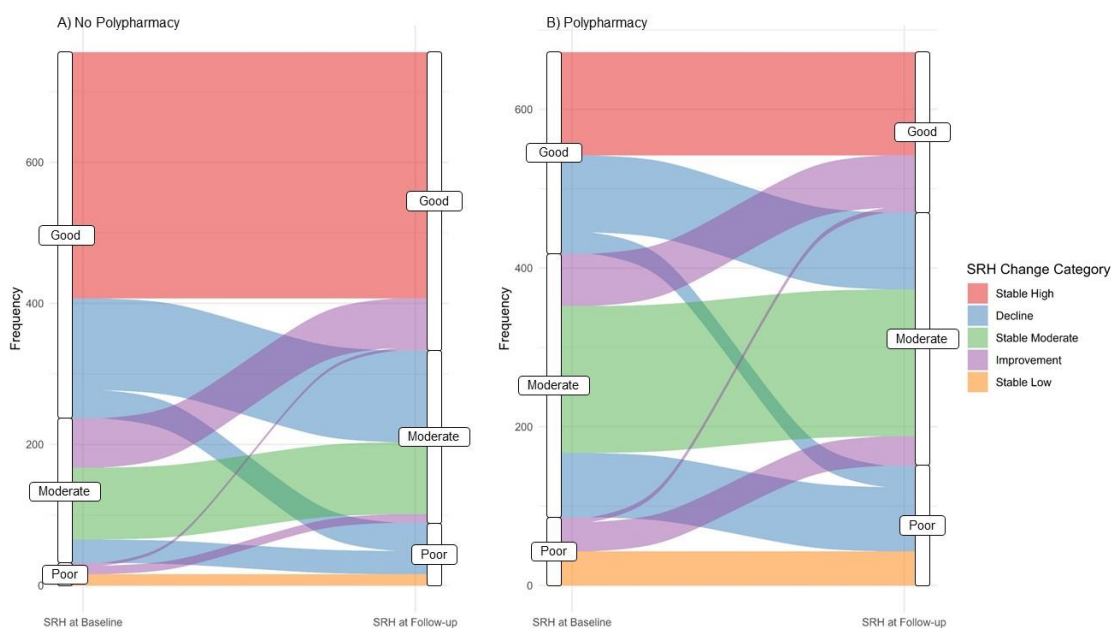 A) No Polypharmacy
Frequency
600
400
200
0
Good
Moderate
Poor
Good
Moderate
Poor
SRH at Baseline
SRH at Follow-up
B) Polypharmacy
Frequency
600
400
200
0
Good
Moderate
Poor
Good
Moderate
Poor
SRH at Baseline
SRH at Follow-up
SRH Change Category
Stable High
Decline
Stable Moderate
Improvement
Stable Low